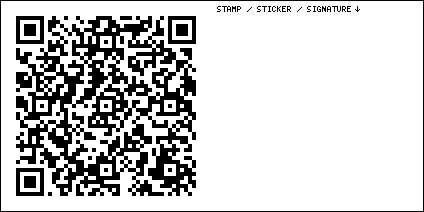 STAMP / STICKER / SIGNATURE ↓